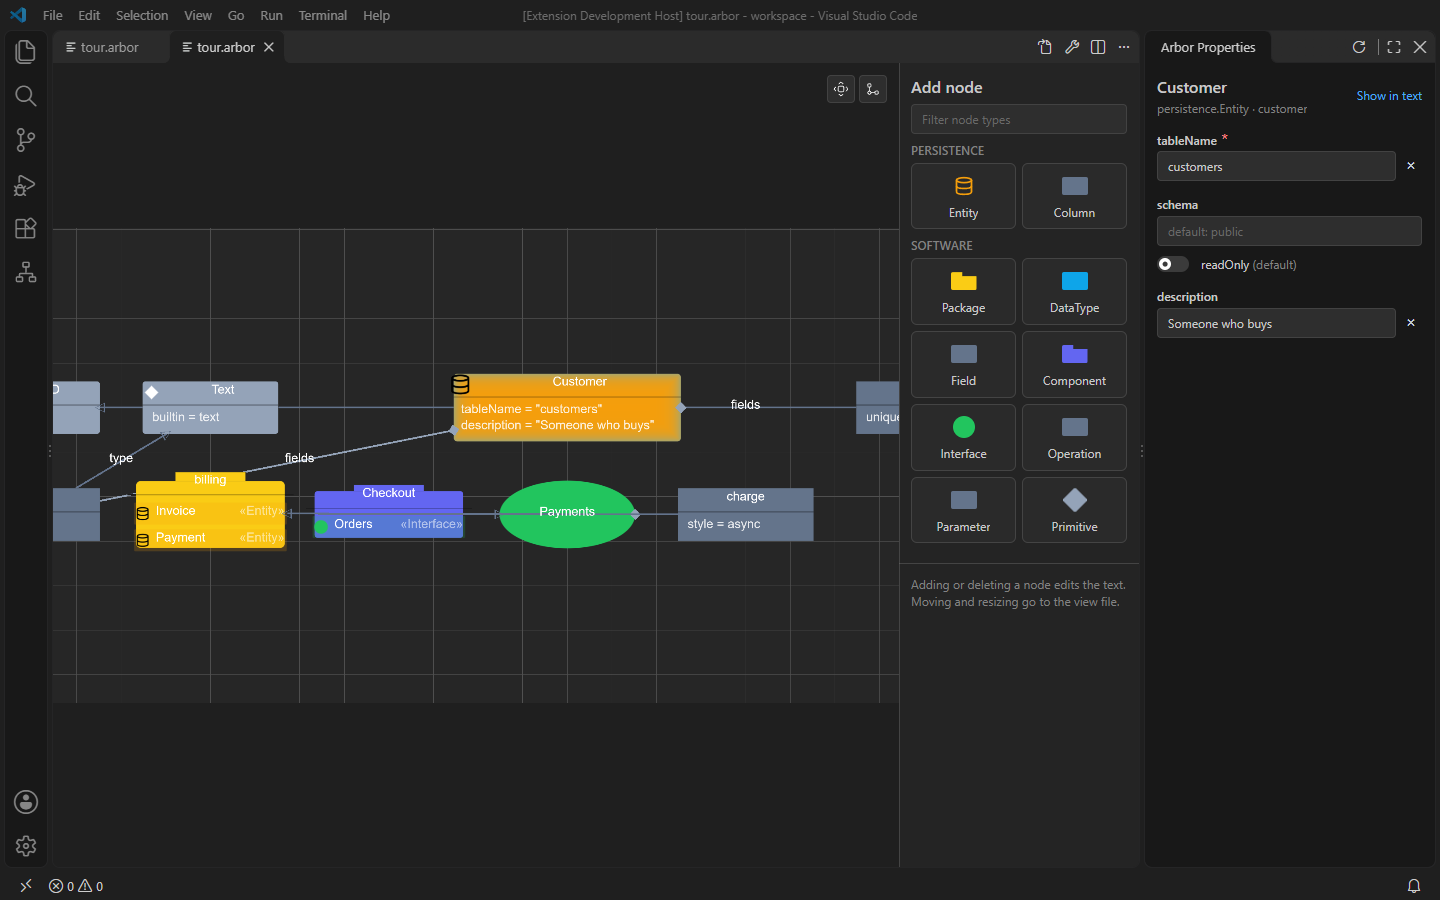 File Edit Selection View Go Run Terminal Help
[Extension Development Host] tour.arbor - workspace - Visual Studio Code
tour.arbor
tour.arbor
Arbor Properties
Add node
Filter node types
PERSISTENCE
Entity
Column
SOFTWARE
Package
DataType
Field
Component
Interface
Operation
Parameter
Primitive
Adding or deleting a node edits the text.
Moving and resizing go to the view file.
Customer
Show in text
persistence.Entity · customer
tableName *
customers
schema
default: public
readOnly (default)
description
Someone who buys
Text
builtin = text
Customer
tableName = "customers"
description = "Someone who buys"
fields
unique
type
fields
billing
Invoice «Entity»
Payment «Entity»
Checkout
Orders «Interface»
Payments
charge
style = async
0 0